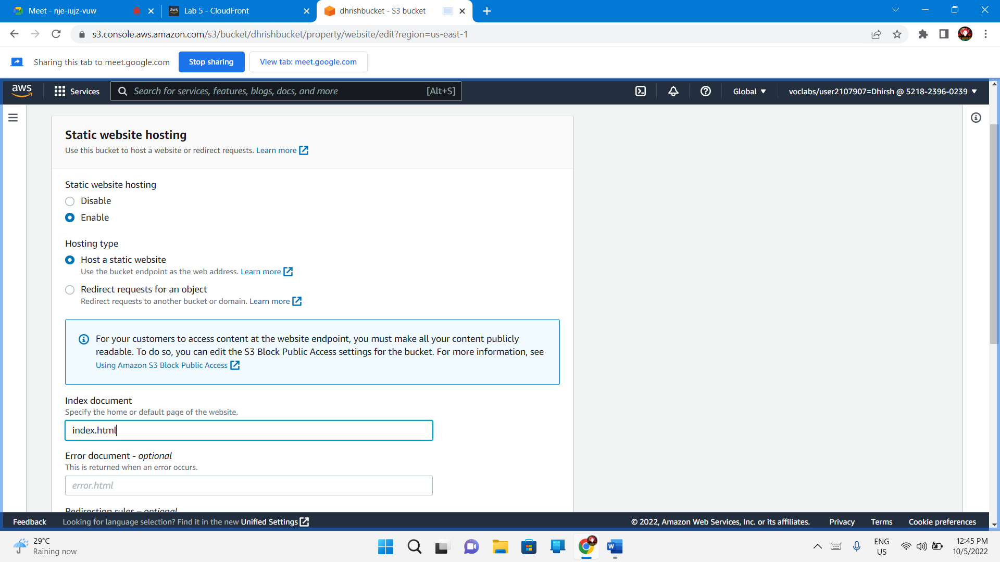 Meet - nje-iujz-vuw
aws Lab 5 - CloudFront
dhrishbucket - S3 bucket
s3.console.aws.amazon.com/s3/bucket/dhrishbucket/property/website/edit?region=us-east-1
Sharing this tab to meet.google.com Stop sharing View tab: meet.google.com
aws Services Search for services, features, blogs, docs, and more [Alt+S] Global ▼ voclabs/user2107907=Dhirsh @ 5218-2396-0239 ▼
Static website hosting
Use this bucket to host a website or redirect requests. Learn more
Static website hosting
Disable
Enable
Hosting type
Host a static website
Use the bucket endpoint as the web address. Learn more
Redirect requests for an object
Redirect requests to another bucket or domain. Learn more
For your customers to access content at the website endpoint, you must make all your content publicly
readable. To do so, you can edit the S3 Block Public Access settings for the bucket. For more information, see
Using Amazon S3 Block Public Access
Index document
Specify the home or default page of the website.
index.html
Error document - optional
This is returned when an error occurs.
error.html
Redirection rules – optional
Feedback Looking for language selection? Find it in the new Unified Settings © 2022, Amazon Web Services, Inc. or its affiliates. Privacy Terms Cookie preferences
29°C
Raining now
W
ENG
US
12:45 PM
10/5/2022